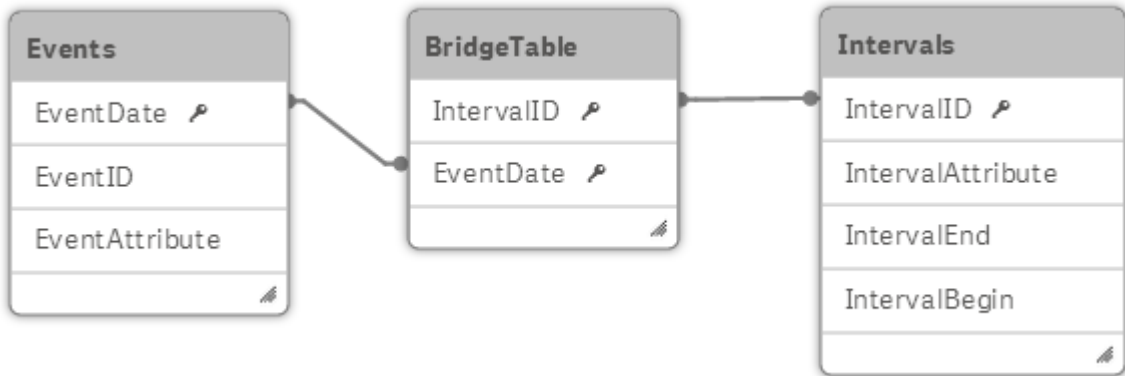 Events
EventDate
EventID
EventAttribute
BridgeTable
IntervalID
EventDate
Intervals
IntervalID
IntervalAttribute
IntervalEnd
IntervalBegin